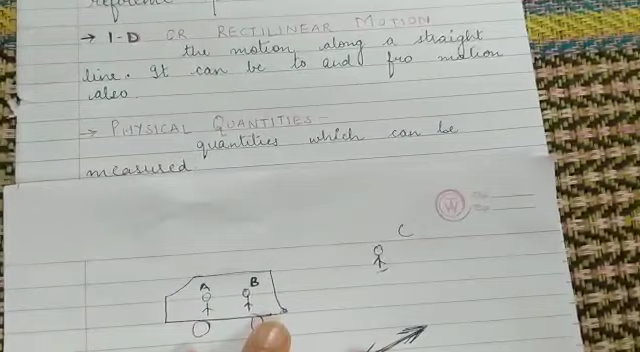 reference
→ 1-D OR RECTILINEAR MOTION
the motion along a straight
line. It can be to and fro motion
also
→ PHYSICAL QUANTITIES -
quantities which can be
measured
W
C
A B